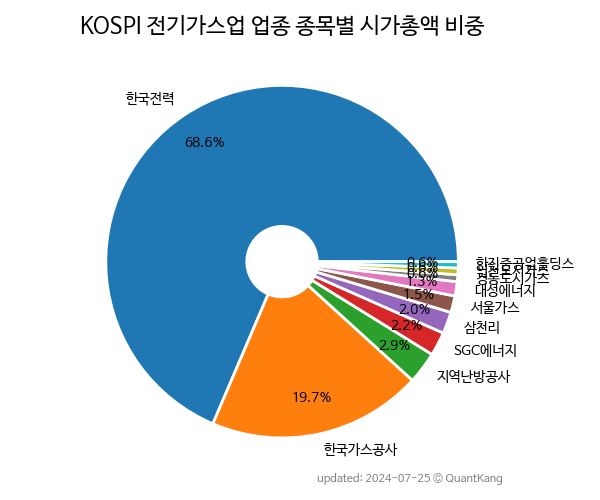 KOSPI 전기가스업 업종 종목별 시가총액 비중
한국전력
68.6%
0.6%
한진중공업홀딩스
경동도시가스
1.3%
대성에너지
1.5%
서울가스
2.0%
삼천리
2.2%
SGC에너지
2.9%
지역난방공사
19.7%
한국가스공사
updated: 2024-07-25 © QuantKang